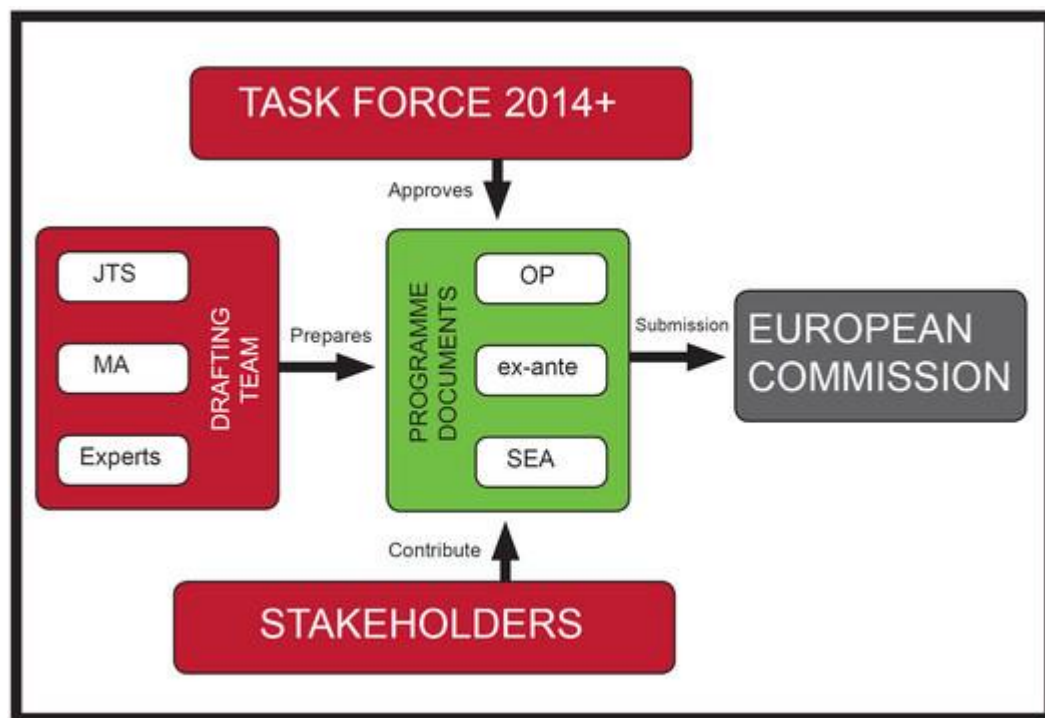 TASK FORCE 2014+
Approves
JTS
MA
Experts
DRAFTING
TEAM
Prepares
PROGRAMME
DOCUMENTS
OP
ex-ante
SEA
Submission
EUROPEAN
COMMISSION
Contribute
STAKEHOLDERS